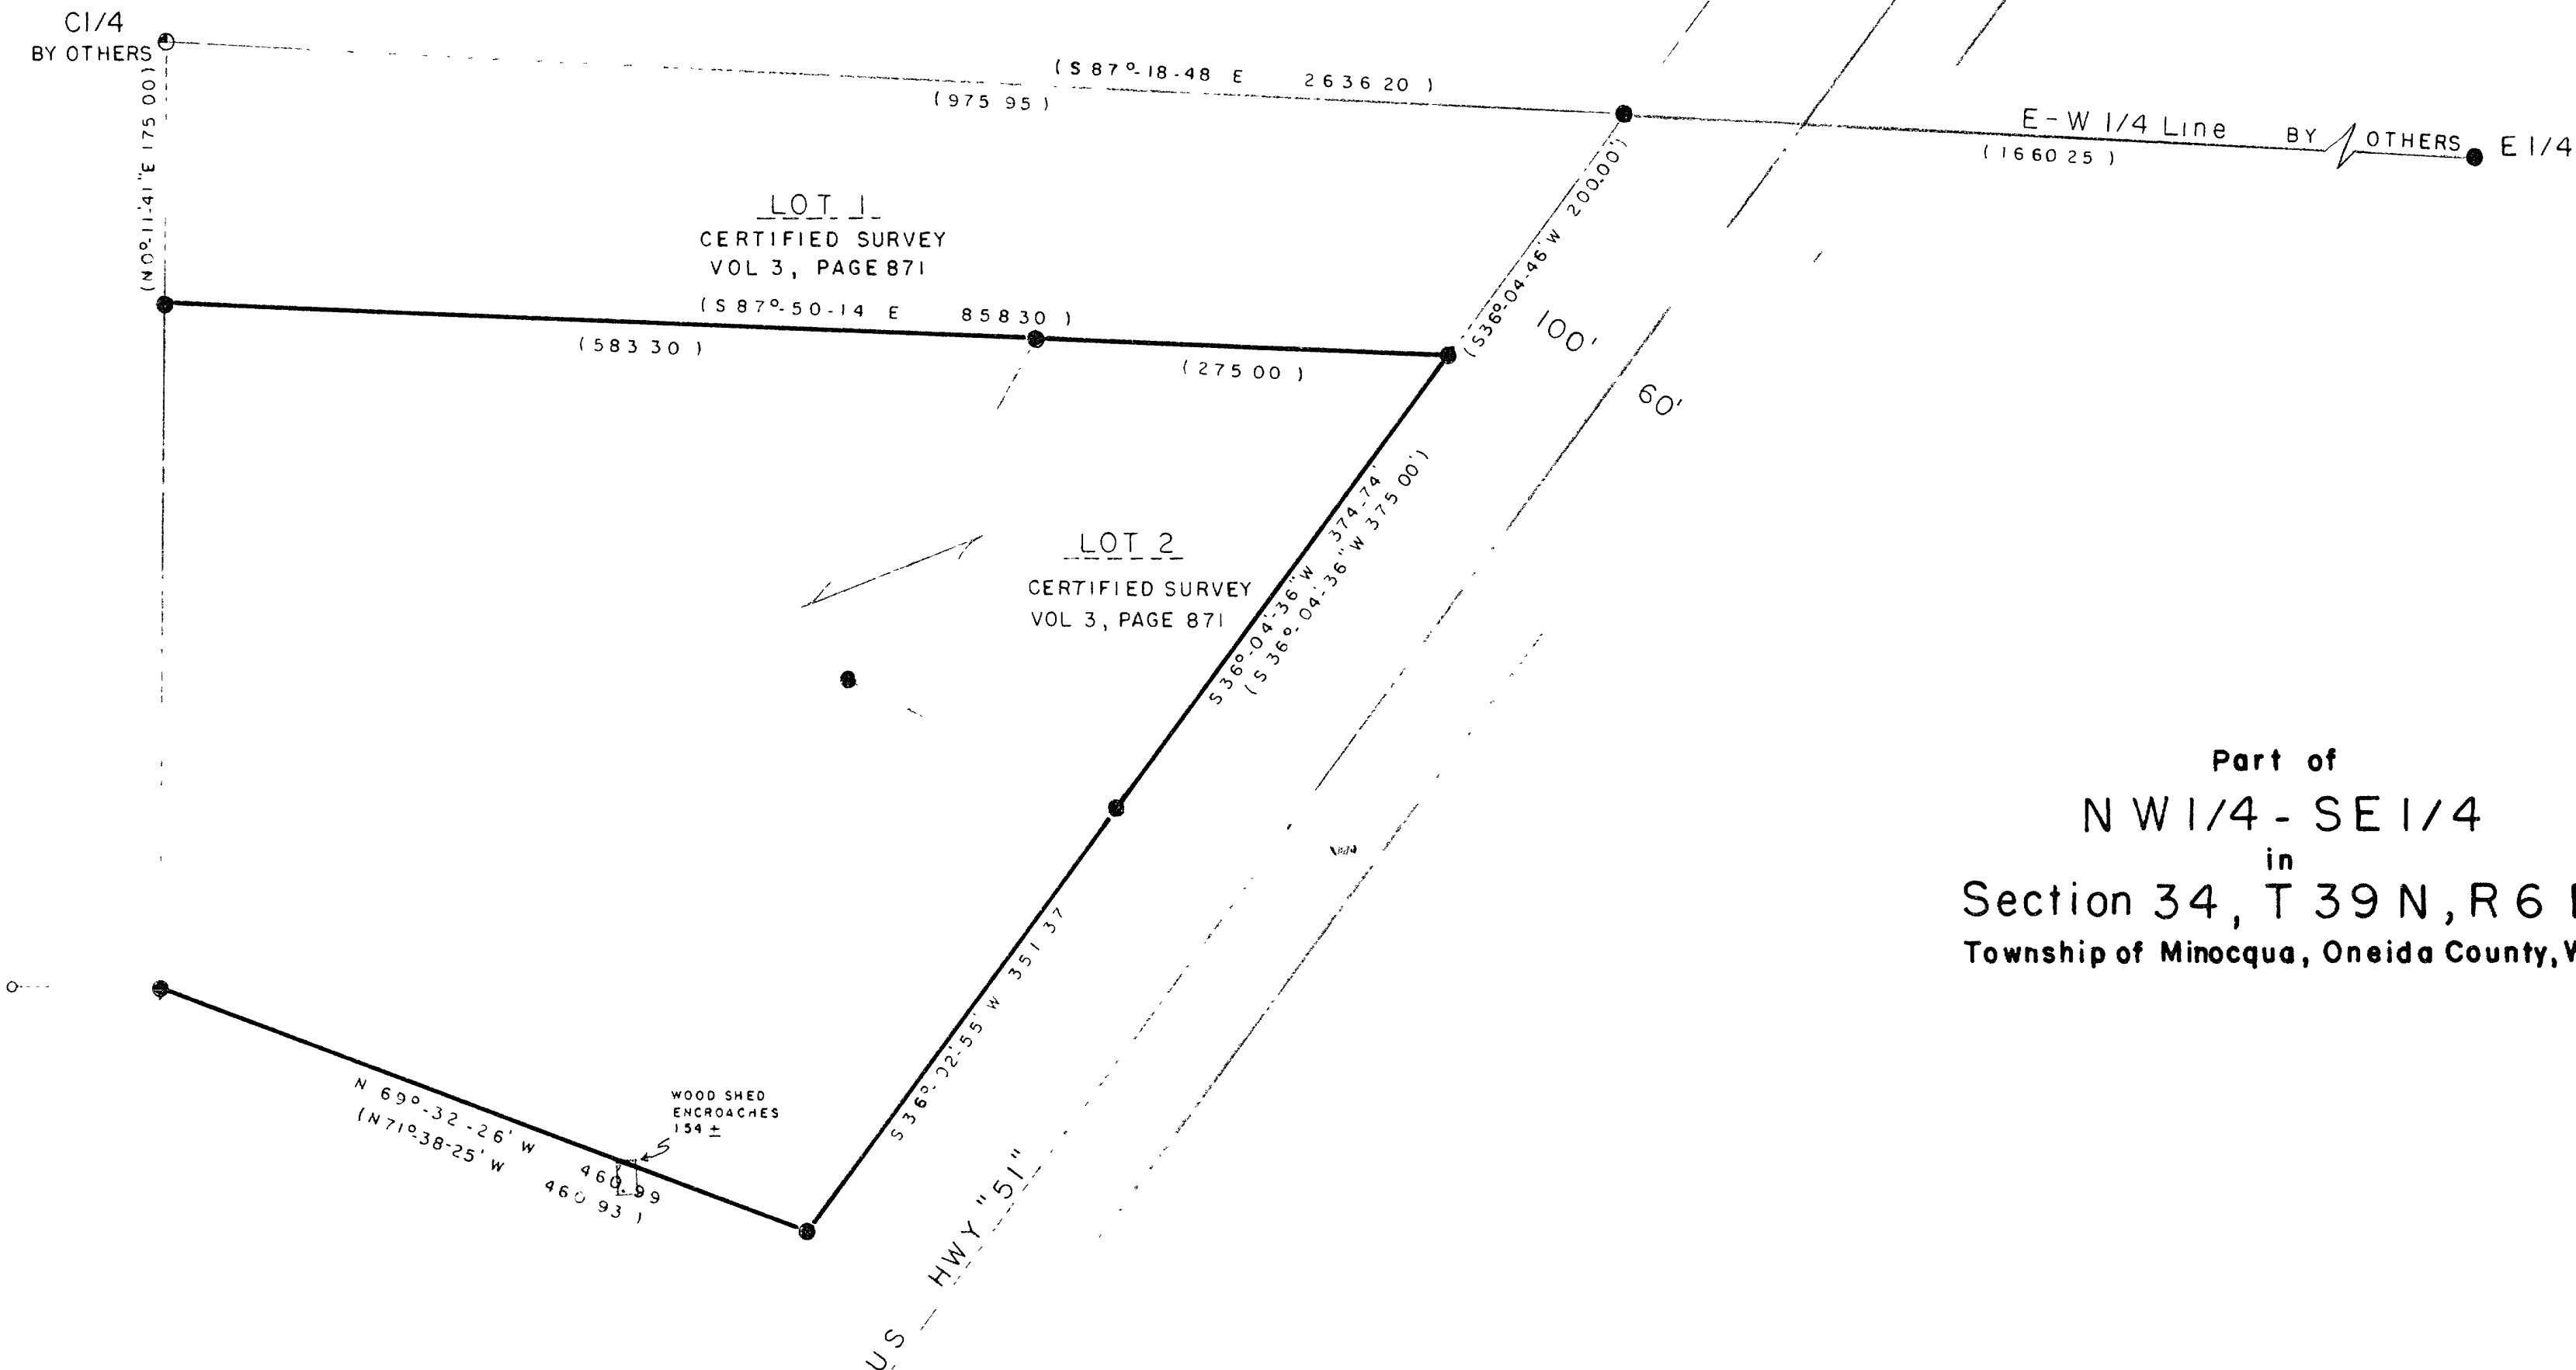 C1/4
BY OTHERS
(N0°-11'-41"E 175 00)
(S 87°-18-48 E 2636 20)
(975 95)
E-W 1/4 Line BY OTHERS E 1/4
(1660 25)
LOT 1
CERTIFIED SURVEY
VOL 3, PAGE 871
(S36°-04-46'W 200.00')
(S 87°-50-14 E 858 30)
(583 30)
(275 00)
100'
60'
LOT 2
CERTIFIED SURVEY
VOL 3, PAGE 871
S36°-04'-36"W 374-74'
(S 36°-04'-36"W 375 00')
Part of
NW1/4 - SE1/4
in
Section 34, T 39 N, R 6
Township of Minocqua, Oneida County,
S 36°-02'-55' W 351 37
N 69°-32-26' W 460.99
(N 71°-38-25' W 460 93)
WOOD SHED
ENCROACHES
1 54 ±
US HWY "51"